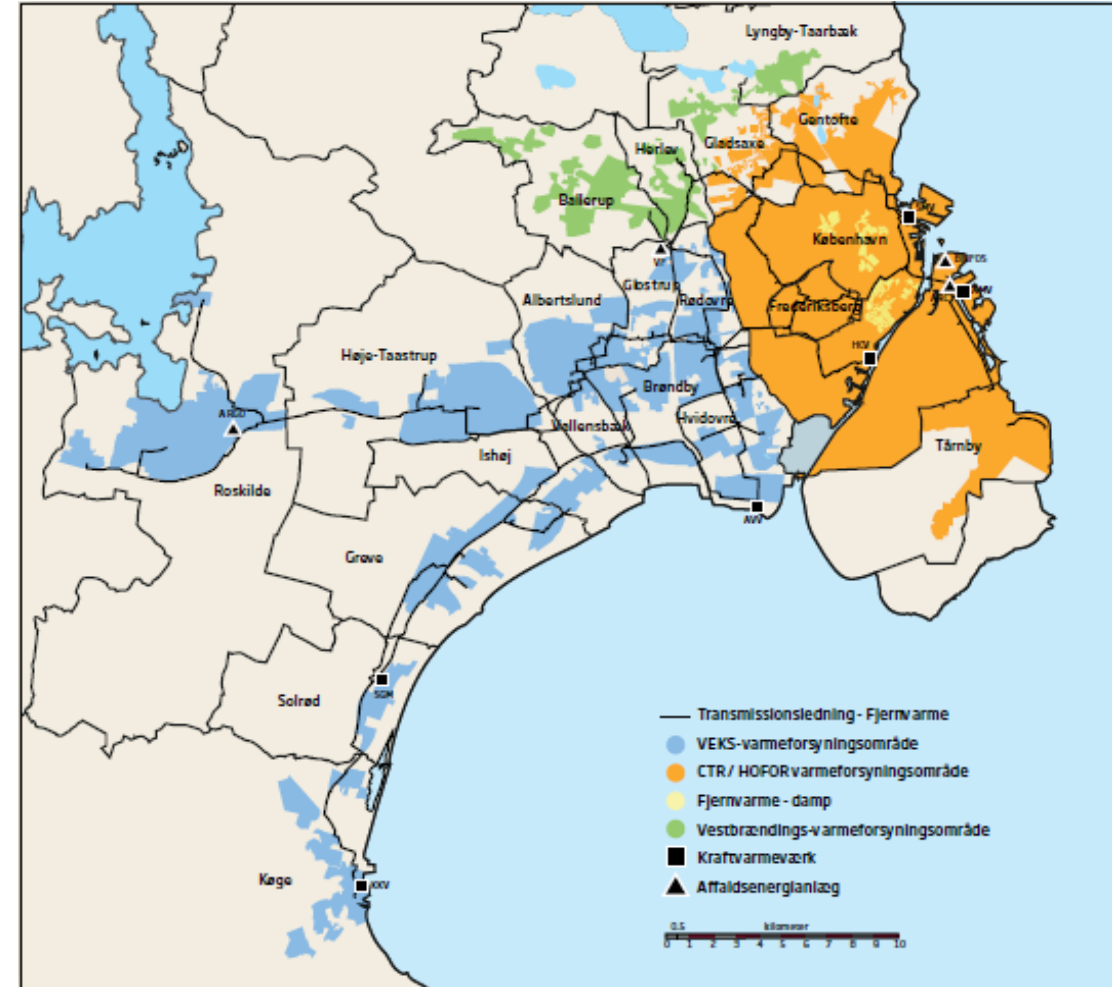 Lyngby-Taarbæk
Gentofte
Gladsaxe
Herlev
Ballerup
København
VF
Glostrup
Rødovre
Albertslund
Frederiksberg
Høje-Taastrup
HCV
Brøndby
Hvidovre
Vallensbæk
ARGO
Ishøj
Tårnby
Roskilde
AVV
Greve
Solrød
Køge
KKV
Transmissionsledning - Fjernvarme
VEKS-varmeforsyningsområde
CTR / HOFOR varmeforsyningsområde
Fjernvarme - damp
Vestbrændings-varmeforsyningsområde
Kraftvarmeværk
Affaldsenergianlæg
0.5 kilometer
0 1 2 3 4 5 6 7 8 9 10